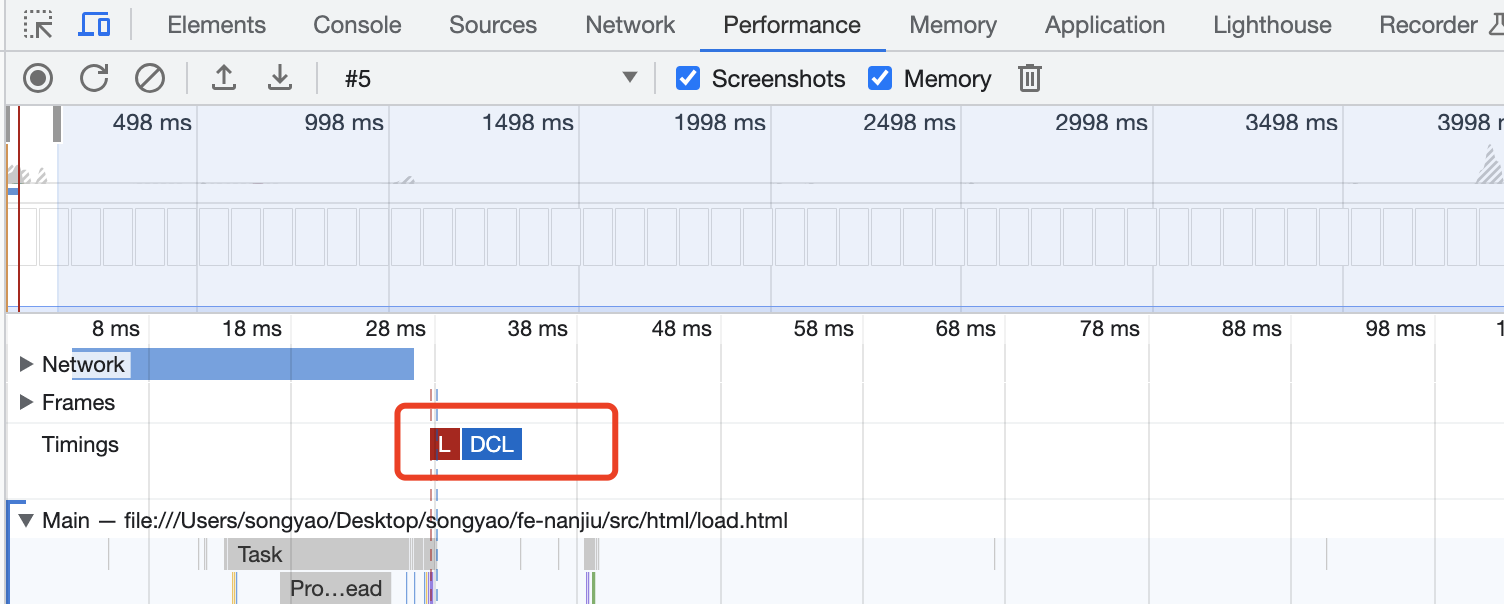 Elements Console Sources Network Performance Memory Application Lighthouse Recorder
#5 Screenshots Memory
498 ms 998 ms 1498 ms 1998 ms 2498 ms 2998 ms 3498 ms 3998
8 ms 18 ms 28 ms 38 ms 48 ms 58 ms 68 ms 78 ms 88 ms 98 ms
Network
Frames
Timings L DCL
Main — file:///Users/songyao/Desktop/songyao/fe-nanjiu/src/html/load.html
Task
Pro…ead